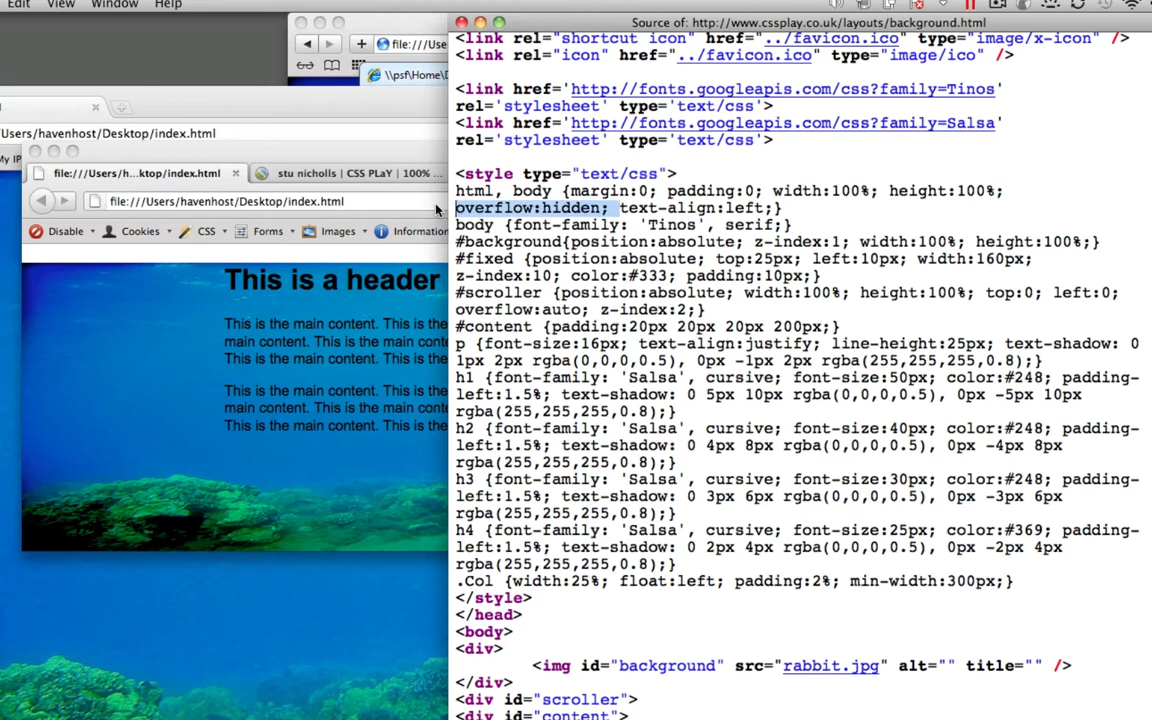 Edit View Window Help
Source of: http://www.cssplay.co.uk/layouts/background.html
file:///Use
\\psf\Home\D
Users/havenhost/Desktop/index.html
My IP
file:///Users/h...ktop/index.html
stu nicholls | CSS PLaY | 100% ...
file:///Users/havenhost/Desktop/index.html
Disable Cookies CSS Forms Images Information
This is a header
This is the main content. This is the
main content. This is the main conte
This is the main content. This is the
This is the main content. This is the
main content. This is the main conte
This is the main content. This is the
<link rel="shortcut icon" href="../favicon.ico" type="image/x-icon" />
<link rel="icon" href="../favicon.ico" type="image/ico" />
<link href='http://fonts.googleapis.com/css?family=Tinos'
rel='stylesheet' type='text/css'>
<link href='http://fonts.googleapis.com/css?family=Salsa'
rel='stylesheet' type='text/css'>
<style type="text/css">
html, body {margin:0; padding:0; width:100%; height:100%;
overflow:hidden; text-align:left;}
body {font-family: 'Tinos', serif;}
#background{position:absolute; z-index:1; width:100%; height:100%;}
#fixed {position:absolute; top:25px; left:10px; width:160px;
z-index:10; color:#333; padding:10px;}
#scroller {position:absolute; width:100%; height:100%; top:0; left:0;
overflow:auto; z-index:2;}
#content {padding:20px 20px 20px 200px;}
p {font-size:16px; text-align:justify; line-height:25px; text-shadow: 0
1px 2px rgba(0,0,0,0.5), 0px -1px 2px rgba(255,255,255,0.8);}
h1 {font-family: 'Salsa', cursive; font-size:50px; color:#248; padding-
left:1.5%; text-shadow: 0 5px 10px rgba(0,0,0,0.5), 0px -5px 10px
rgba(255,255,255,0.8);}
h2 {font-family: 'Salsa', cursive; font-size:40px; color:#248; padding-
left:1.5%; text-shadow: 0 4px 8px rgba(0,0,0,0.5), 0px -4px 8px
rgba(255,255,255,0.8);}
h3 {font-family: 'Salsa', cursive; font-size:30px; color:#248; padding-
left:1.5%; text-shadow: 0 3px 6px rgba(0,0,0,0.5), 0px -3px 6px
rgba(255,255,255,0.8);}
h4 {font-family: 'Salsa', cursive; font-size:25px; color:#369; padding-
left:1.5%; text-shadow: 0 2px 4px rgba(0,0,0,0.5), 0px -2px 4px
rgba(255,255,255,0.8);}
.Col {width:25%; float:left; padding:2%; min-width:300px;}
</style>
</head>
<body>
<div>
<img id="background" src="rabbit.jpg" alt="" title="" />
</div>
<div id="scroller">
<div id="content">